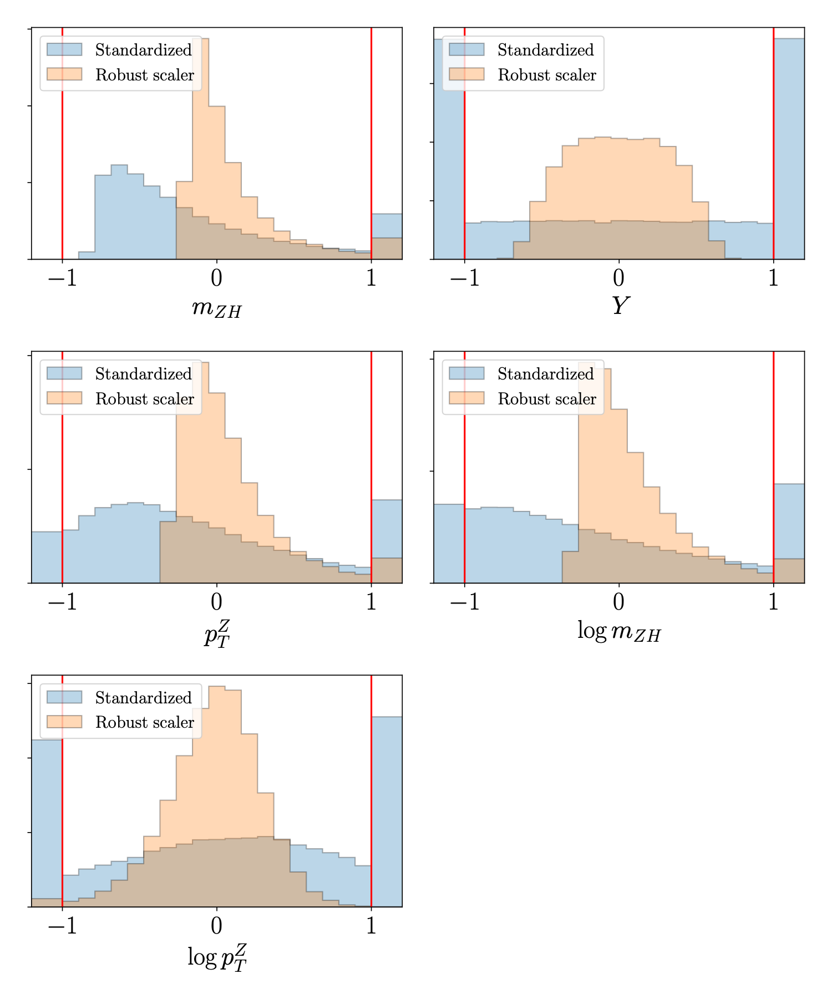 Standardized
Robust scaler
−1 0 1
m_{ZH}
Standardized
Robust scaler
−1 0 1
Y
Standardized
Robust scaler
−1 0 1
p_T^Z
Standardized
Robust scaler
−1 0 1
log m_{ZH}
Standardized
Robust scaler
−1 0 1
log p_T^Z